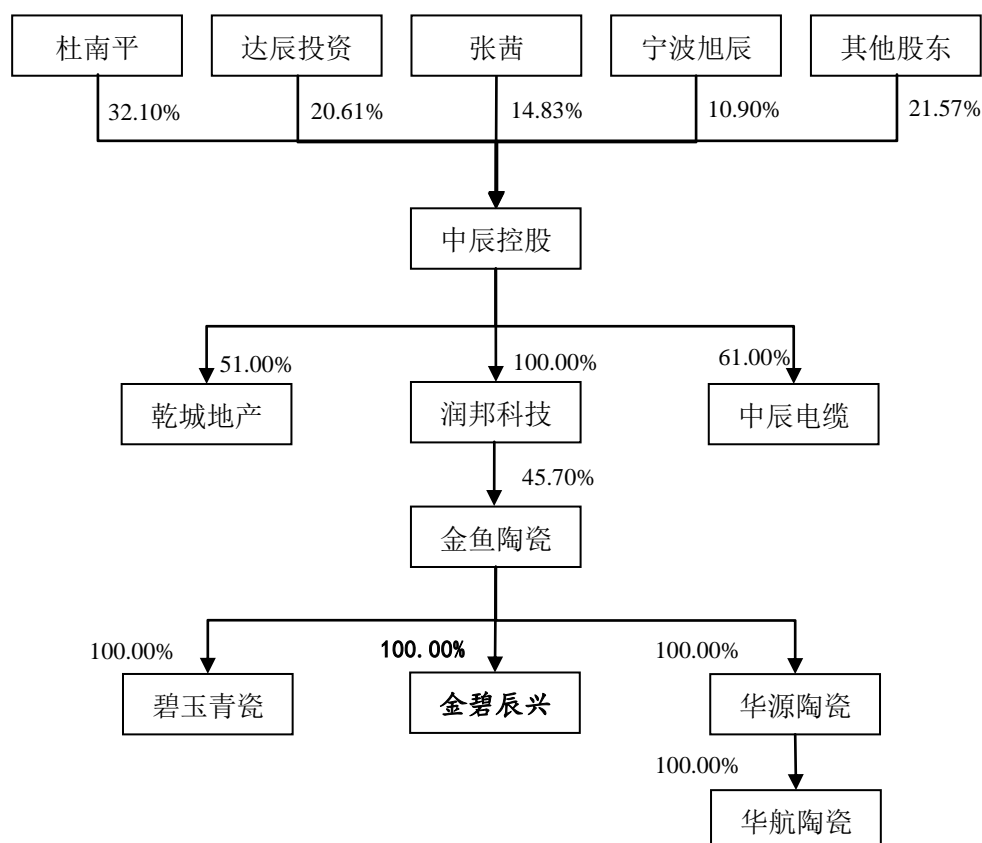 杜南平
达辰投资
张茜
宁波旭辰
其他股东
32.10%
20.61%
14.83%
10.90%
21.57%
中辰控股
51.00%
100.00%
61.00%
乾城地产
润邦科技
中辰电缆
45.70%
金鱼陶瓷
100.00%
100.00%
100.00%
碧玉青瓷
金碧辰兴
华源陶瓷
100.00%
华航陶瓷